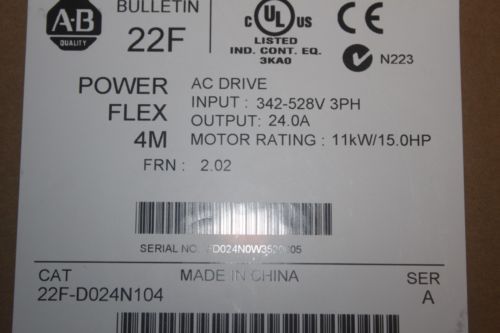 BULLETIN
A-B
QUALITY
22F
C UL US
LISTED
IND. CONT. EQ.
3KA0
N223
POWER
FLEX
4M
AC DRIVE
INPUT : 342-528V 3PH
OUTPUT: 24.0A
MOTOR RATING : 11kW/15.0HP
FRN : 2.02
SERIAL NO
CAT
22F-D024N104
MADE IN CHINA
SER
A